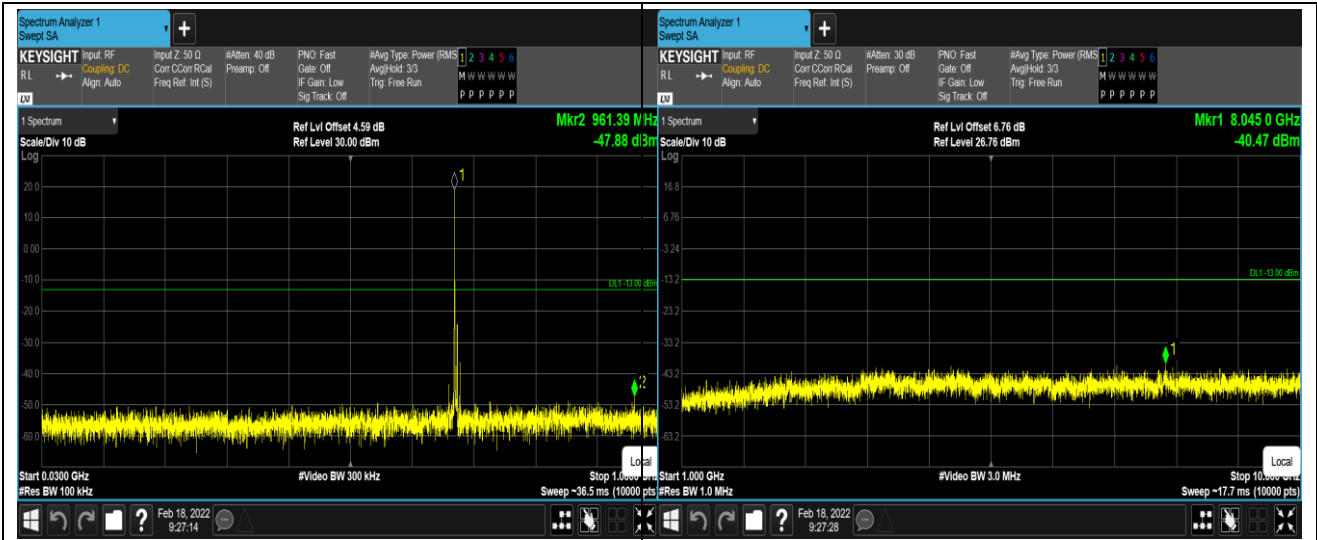 Spectrum Analyzer 1
Swept SA
+
KEYSIGHT
RL
LXI
Input: RF
Coupling: DC
Align: Auto
Input Z: 50 Ω
Corr CCorr RCal
Freq Ref: Int (S)
#Atten: 40 dB
Preamp: Off
PNO: Fast
Gate: Off
IF Gain: Low
Sig Track: Off
#Avg Type: Power (RMS
Avg|Hold: 3/3
Trig: Free Run
1 2 3 4 5 6
M W W W W W
P P P P P P
1 Spectrum
Scale/Div 10 dB
Log
Ref Lvl Offset 4.59 dB
Ref Level 30.00 dBm
Mkr2 961.39 MHz
-47.88 dBm
20.0
10.0
0.00
-10.0
-20.0
-30.0
-40.0
-50.0
-60.0
1
DL1 -13.00 dBm
2
Local
Start 0.0300 GHz
#Res BW 100 kHz
#Video BW 300 kHz
Stop 1.0000 GHz
Sweep ~36.5 ms (10000 pts)
?
Feb 18, 2022
9:27:14
Spectrum Analyzer 1
Swept SA
+
KEYSIGHT
RL
LXI
Input: RF
Coupling: DC
Align: Auto
Input Z: 50 Ω
Corr CCorr RCal
Freq Ref: Int (S)
#Atten: 30 dB
Preamp: Off
PNO: Fast
Gate: Off
IF Gain: Low
Sig Track: Off
#Avg Type: Power (RMS
Avg|Hold: 3/3
Trig: Free Run
1 2 3 4 5 6
M W W W W W
P P P P P P
1 Spectrum
Scale/Div 10 dB
Log
Ref Lvl Offset 6.76 dB
Ref Level 26.76 dBm
Mkr1 8.045 0 GHz
-40.47 dBm
16.8
6.76
-3.24
-13.2
-23.2
-33.2
-43.2
-53.2
-63.2
DL1 -13.00 dBm
1
Local
Start 1.000 GHz
#Res BW 1.0 MHz
#Video BW 3.0 MHz
Stop 10.000 GHz
Sweep ~17.7 ms (10000 pts)
?
Feb 18, 2022
9:27:28